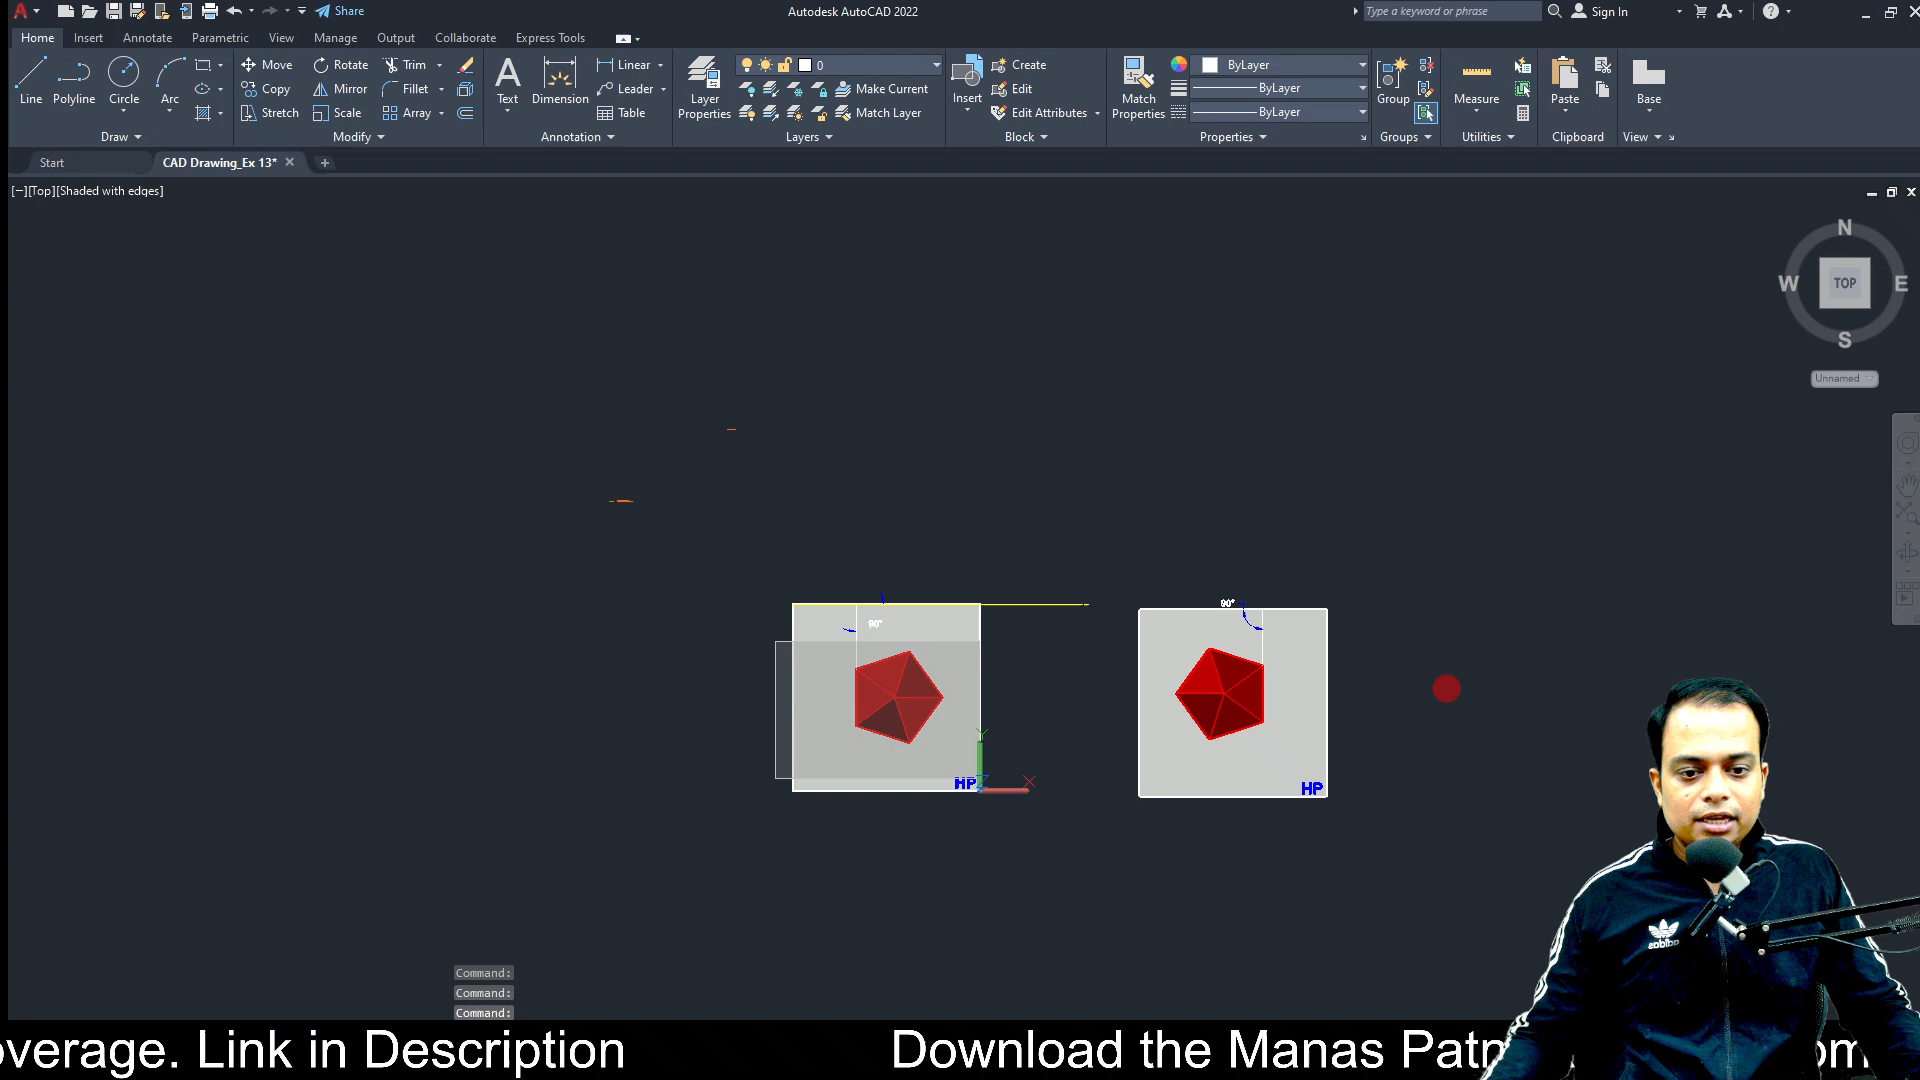 Share
Autodesk AutoCAD 2022
Type a keyword or phrase
Sign In
Home Insert Annotate Parametric View Manage Output Collaborate Express Tools
Line Polyline Circle Arc
Move Rotate Trim
Copy Mirror Fillet
Stretch Scale Array
Text Dimension
Linear
Leader
Table
Layer Properties
0
Make Current
Match Layer
Insert
Create
Edit
Edit Attributes
Match Properties
ByLayer
ByLayer
ByLayer
Group
Measure
Paste
Base
Draw Modify Annotation Layers Block Properties Groups Utilities Clipboard View
Start CAD Drawing_Ex 13*
[−][Top][Shaded with edges]
N
W TOP E
S
Unnamed
90°
90°
HP
HP
Y
X
Z
Command:
Command:
Command:
adidas
overage. Link in Description Download the Manas Patn